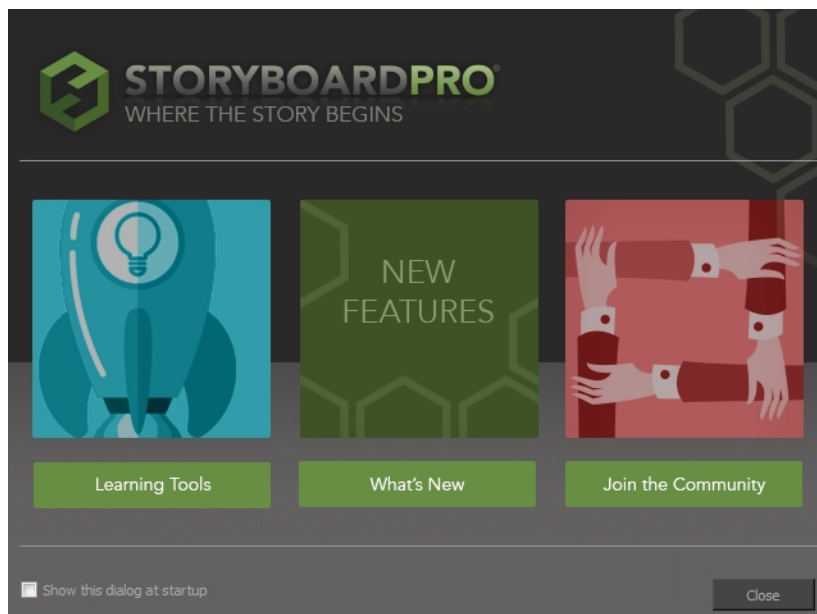 STORYBOARDPRO®
WHERE THE STORY BEGINS
NEW
FEATURES
Learning Tools
What's New
Join the Community
Show this dialog at startup
Close